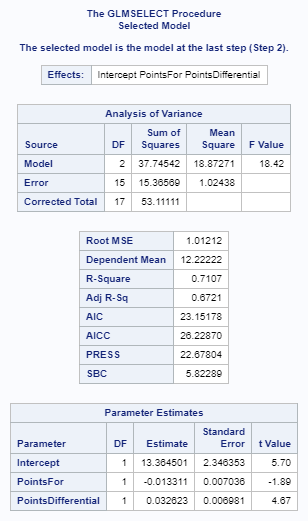 The GLMSELECT Procedure
Selected Model
The selected model is the model at the last step (Step 2).
Effects: Intercept PointsFor PointsDifferential
Analysis of Variance
Source DF Sum of Squares Mean Square F Value
Model 2 37.74542 18.87271 18.42
Error 15 15.36569 1.02438
Corrected Total 17 53.11111
Root MSE 1.01212
Dependent Mean 12.22222
R-Square 0.7107
Adj R-Sq 0.6721
AIC 23.15178
AICC 26.22870
PRESS 22.67804
SBC 5.82289
Parameter Estimates
Parameter DF Estimate Standard Error t Value
Intercept 1 13.364501 2.346353 5.70
PointsFor 1 -0.013311 0.007036 -1.89
PointsDifferential 1 0.032623 0.006981 4.67